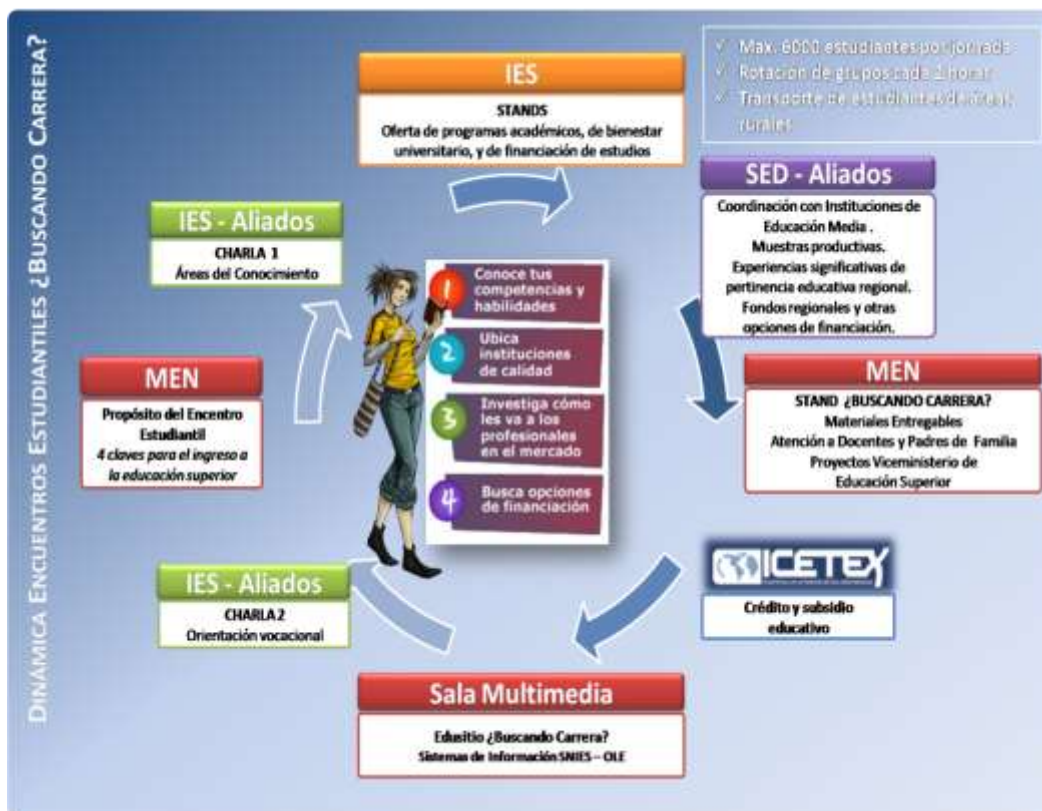 DINÁMICA ENCUENTROS ESTUDIANTILES ¿BUSCANDO CARRERA?
✓ Max. 6000 estudiantes por jornada
✓ Rotación de grupos cada 2 horas
✓ Transporte de estudiantes de áreas
rurales
IES
STANDS
Oferta de programas académicos, de bienestar
universitario, y de financiación de estudios
SED - Aliados
Coordinación con Instituciones de
Educación Media .
Muestras productivas.
Experiencias significativas de
pertinencia educativa regional.
Fondos regionales y otras
opciones de financiación.
MEN
STAND ¿BUSCANDO CARRERA?
Materiales Entregables
Atención a Docentes y Padres de Familia
Proyectos Viceministerio de
Educación Superior
ICETEX
Crédito y subsidio
educativo
Sala Multimedia
Edusitio ¿Buscando Carrera?
Sistemas de Información SNIES – OLE
IES - Aliados
CHARLA 2
Orientación vocacional
MEN
Propósito del Encentro
Estudiantil
4 claves para el ingreso a
la educación superior
IES - Aliados
CHARLA 1
Áreas del Conocimiento
1 Conoce tus
competencias y
habilidades
2 Ubica
instituciones
de calidad
3 Investiga cómo
les va a los
profesionales
en el mercado
4 Busca opciones
de financiación